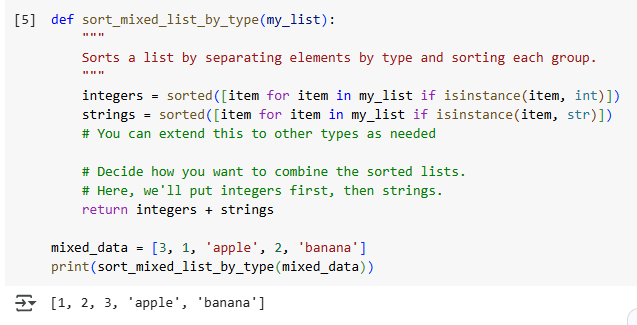 [5] def sort_mixed_list_by_type(my_list):
"""
Sorts a list by separating elements by type and sorting each group.
"""
integers = sorted([item for item in my_list if isinstance(item, int)])
strings = sorted([item for item in my_list if isinstance(item, str)])
# You can extend this to other types as needed
# Decide how you want to combine the sorted lists.
# Here, we'll put integers first, then strings.
return integers + strings
mixed_data = [3, 1, 'apple', 2, 'banana']
print(sort_mixed_list_by_type(mixed_data))
[1, 2, 3, 'apple', 'banana']